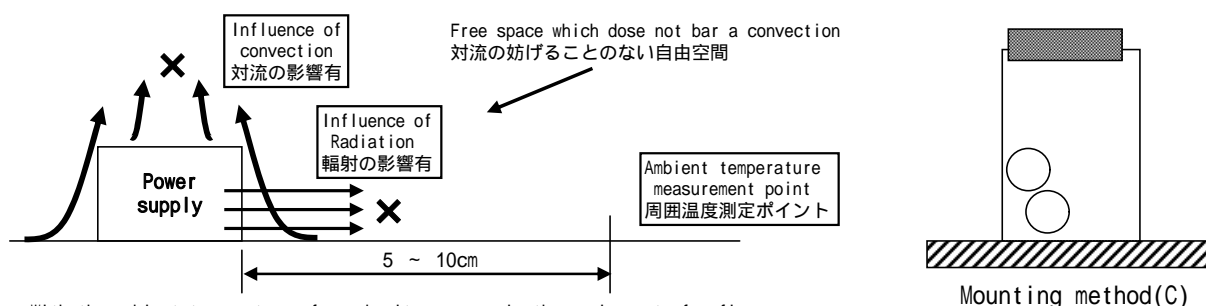 Influence of
convection
対流の影響有
Free space which dose not bar a convection
対流の妨げることのない自由空間
Influence of
Radiation
輻射の影響有
Power
supply
Ambient temperature
measurement point
周囲温度測定ポイント
5 ~ 10cm
Mounting method(C)